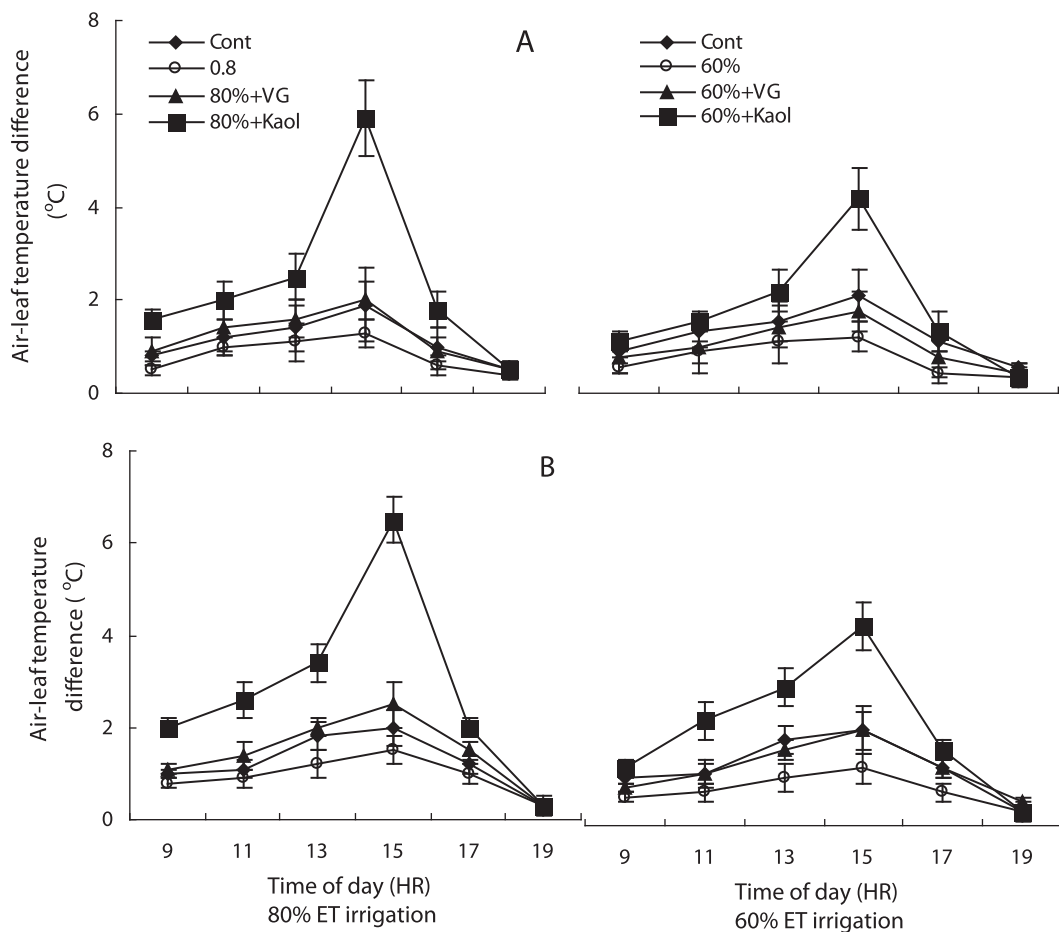 Air-leaf temperature difference
(°C)
8
6
4
2
0
Cont
0.8
80%+VG
80%+Kaol
A
Cont
60%
60%+VG
60%+Kaol
Air-leaf temperature
difference ( °C)
8
6
4
2
0
B
9 11 13 15 17 19
Time of day (HR)
80% ET irrigation
9 11 13 15 17 19
Time of day (HR)
60% ET irrigation